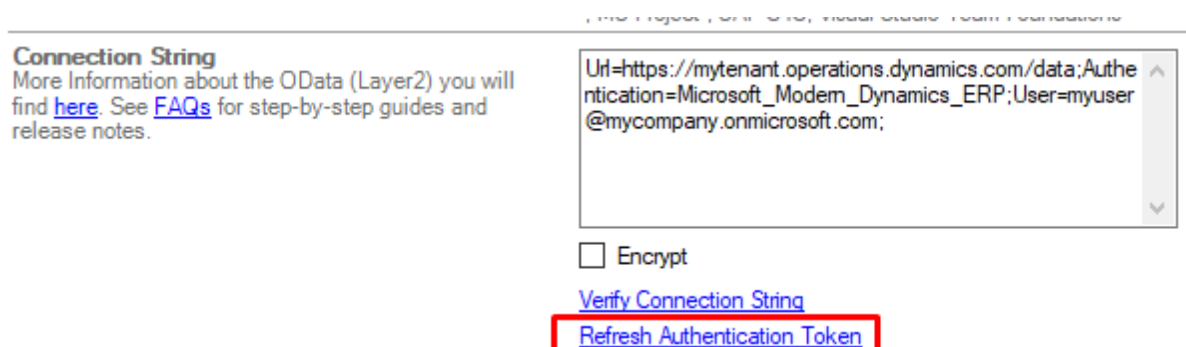 Connection String
More Information about the OData (Layer2) you will
find here. See FAQs for step-by-step guides and
release notes.
Url=https://mytenant.operations.dynamics.com/data;Authe
ntication=Microsoft_Modern_Dynamics_ERP;User=myuser
@mycompany.onmicrosoft.com;
Encrypt
Verify Connection String
Refresh Authentication Token